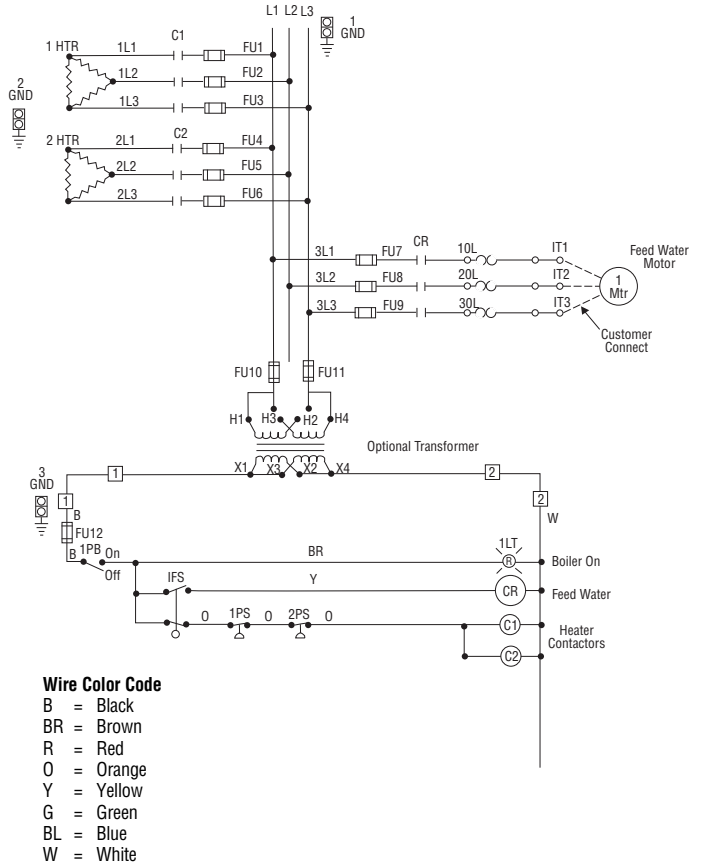 L1 L2 L3
1
GND
C1
1 HTR 1L1 FU1
1L2 FU2
2
GND
1L3 FU3
C2
2 HTR 2L1 FU4
2L2 FU5
2L3 FU6
CR
3L1 FU7 10L IT1
Feed Water
Motor
3L2 FU8 20L IT2
1
Mtr
3L3 FU9 30L IT3
Customer
Connect
FU10 FU11
H1 H3 H2 H4
Optional Transformer
X1 X3 X2 X4
3
GND
1 2
1 2
B W
FU12
B 1PB On
Off
BR 1LT
R Boiler On
IFS Y CR Feed Water
O 1PS O 2PS O C1
Heater
Contactors
C2
Wire Color Code
B = Black
BR = Brown
R = Red
O = Orange
Y = Yellow
G = Green
BL = Blue
W = White